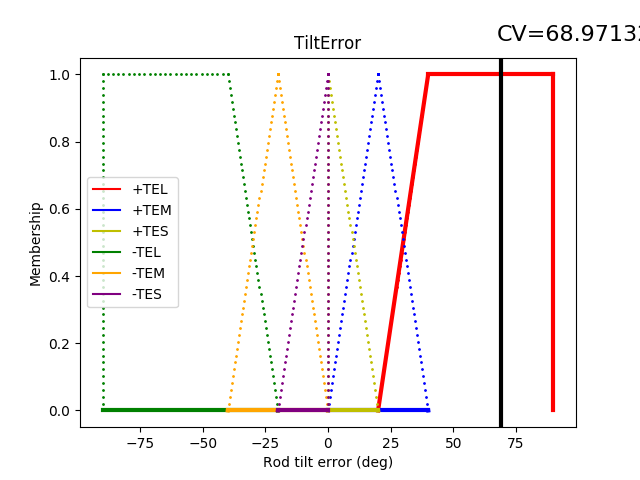 CV=68.9713
TiltError
1.0
0.8
0.6
0.4
0.2
0.0
Membership
+TEL
+TEM
+TES
-TEL
-TEM
-TES
−75
−50
−25
0
25
50
75
Rod tilt error (deg)